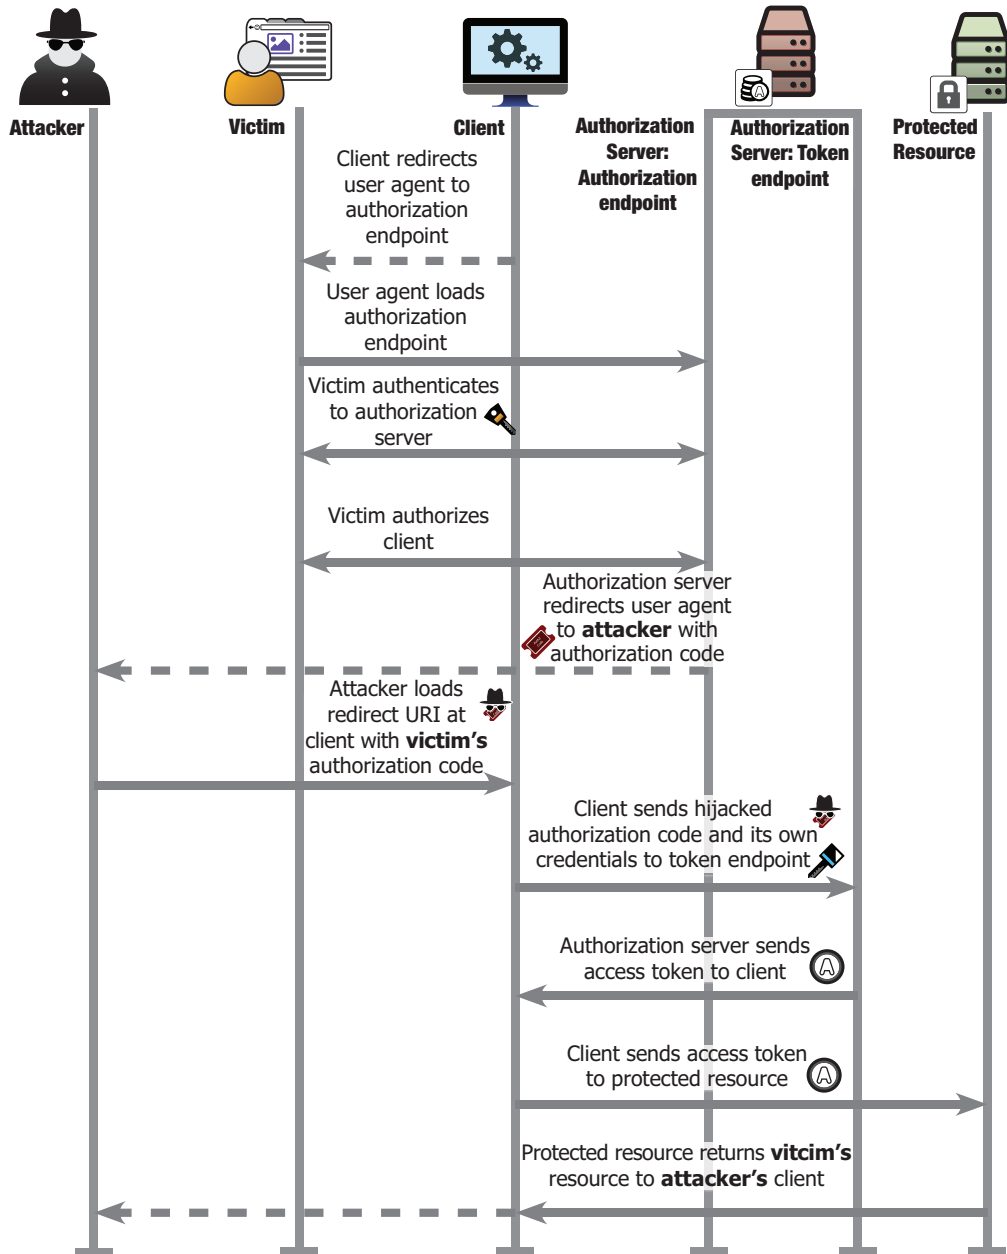 Attacker
Victim
Client
Authorization
Server:
Authorization
endpoint
Authorization
Server: Token
endpoint
Protected
Resource
Client redirects
user agent to
authorization
endpoint
User agent loads
authorization
endpoint
Victim authenticates
to authorization
server
Victim authorizes
client
Authorization server
redirects user agent
to attacker with
authorization code
Attacker loads
redirect URI at
client with victim's
authorization code
Client sends hijacked
authorization code and its own
credentials to token endpoint
Authorization server sends
access token to client
Client sends access token
to protected resource
Protected resource returns vitcim's
resource to attacker's client